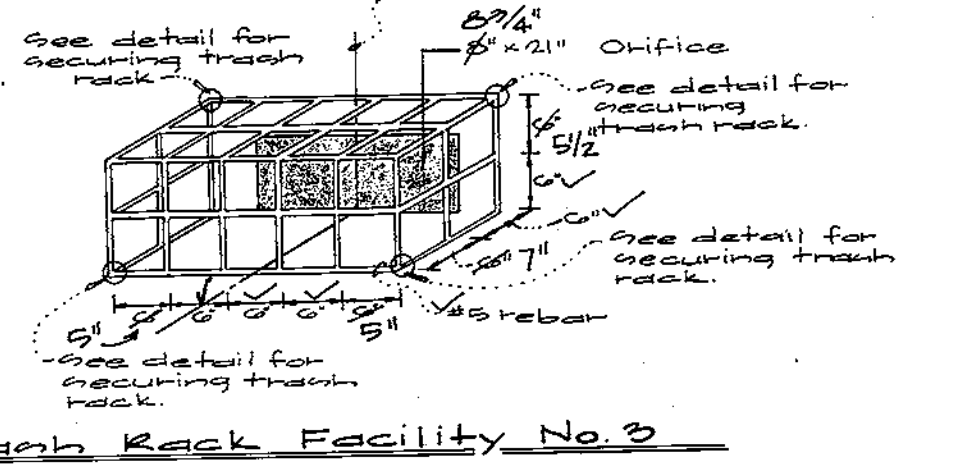 8 3/4"
8" x 21" Orifice
See detail for
securing trash
rack
See detail for
securing
trash rack.
6"
5 1/2"
6" ✓
6" ✓
6" 7"
See detail for
securing trash
rack.
6" 6" 6" 6" 6"
5" 5"
✓ #5 rebar
See detail for
securing trash
rack.
ash Rack Facility No. 3